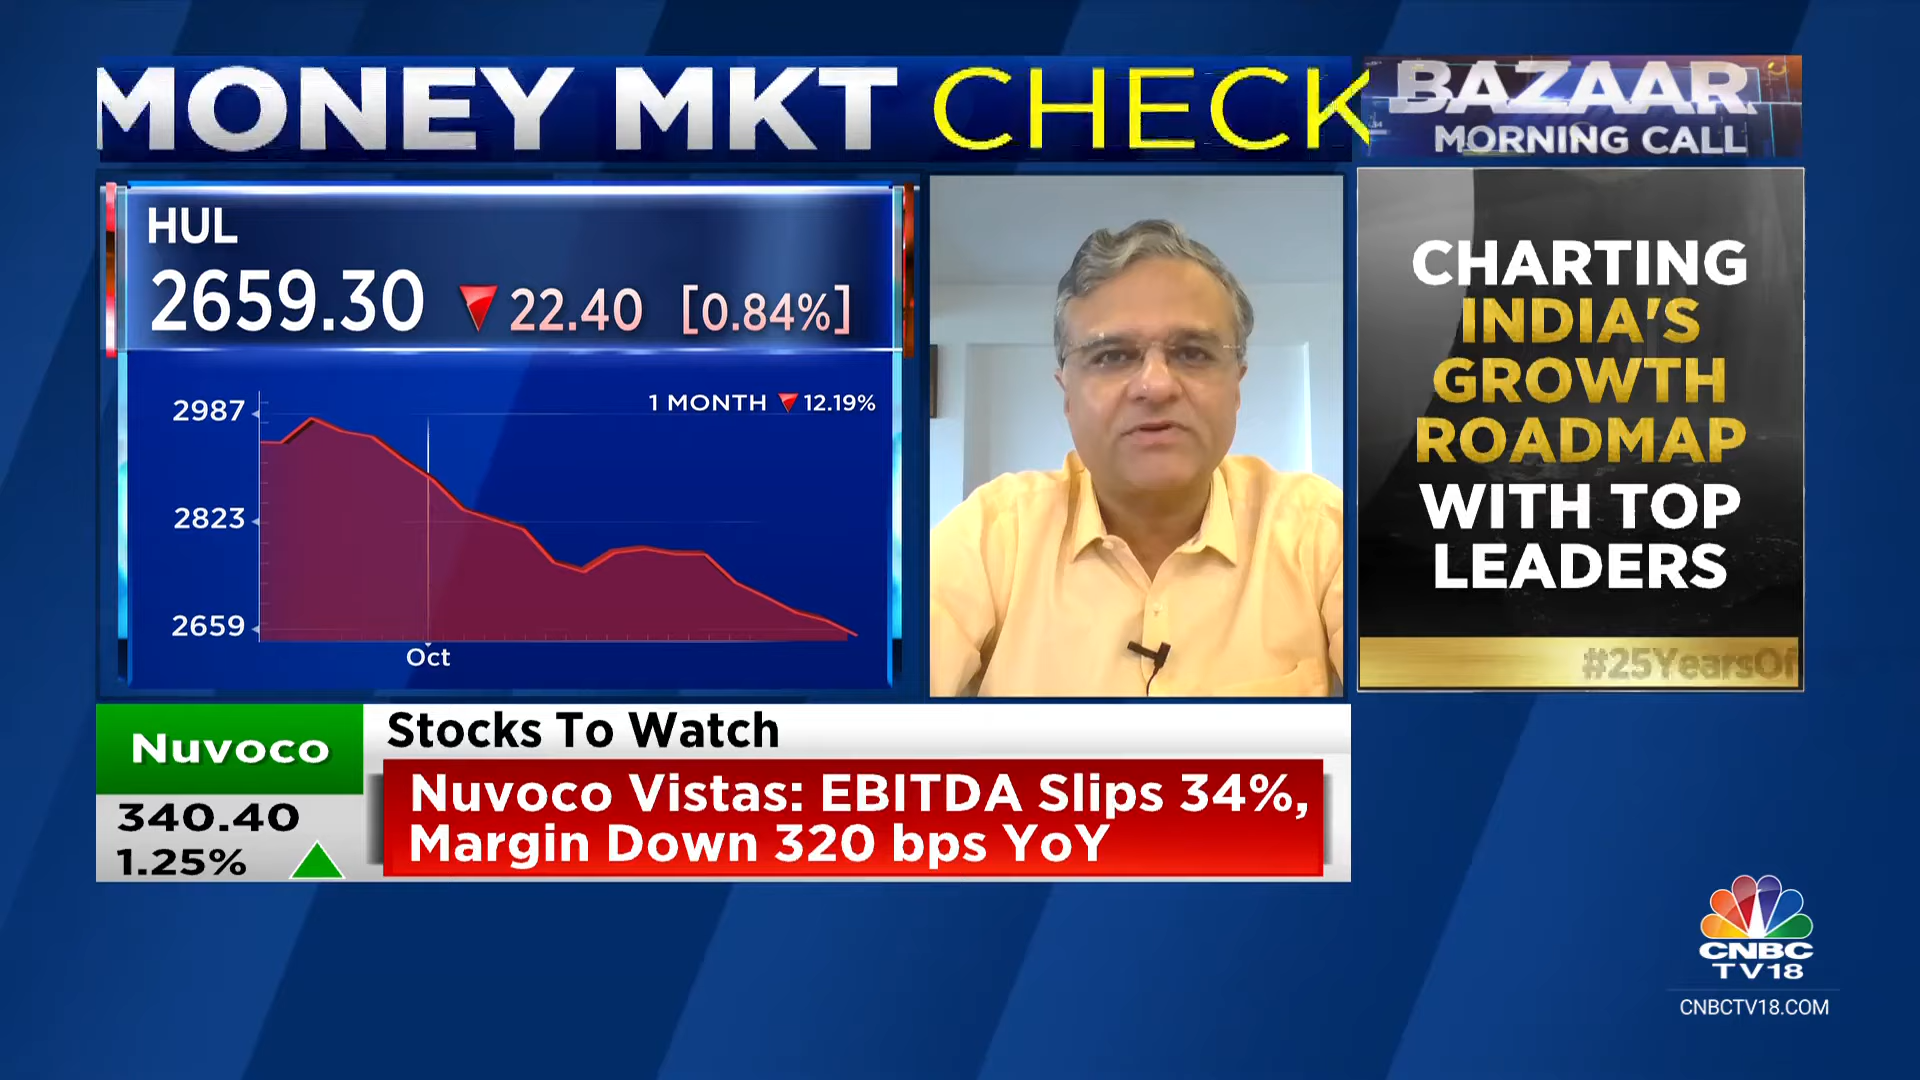 MONEY MKT CHECK
BAZAAR
MORNING CALL
HUL
2659.30 22.40 [0.84%]
1 MONTH 12.19%
2987
2823
2659
Oct
CHARTING
INDIA'S
GROWTH
ROADMAP
WITH TOP
LEADERS
#25YearsOf
Nuvoco
340.40
1.25%
Stocks To Watch
Nuvoco Vistas: EBITDA Slips 34%,
Margin Down 320 bps YoY
CNBC
TV18
CNBCTV18.COM